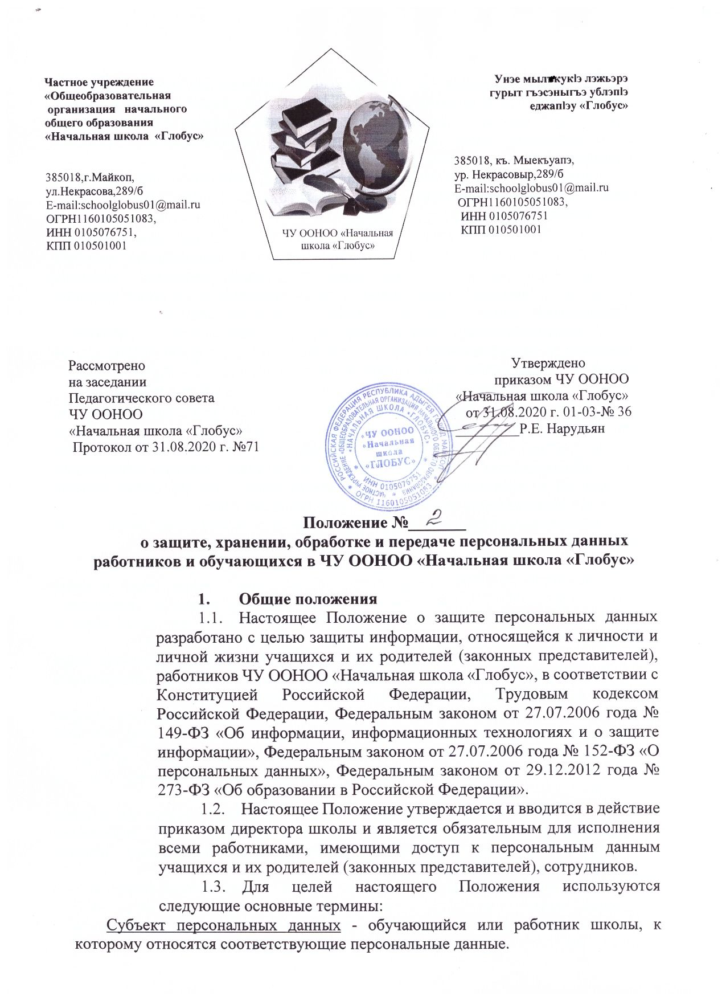 Частное учреждение
«Общеобразовательная
организация начального
общего образования
«Начальная школа «Глобус»
385018,г.Майкоп,
ул.Некрасова,289/б
E-mail:schoolglobus01@mail.ru
ОГРН1160105051083,
ИНН 0105076751,
КПП 010501001
ЧУ ООНОО «Начальная
школа «Глобус»
Унэе мылъкукIэ лэжьэрэ
гурыт гъэсэныгъэ ублэпIэ
еджапIэу «Глобус»
385018, къ. Мыекъуапэ,
ур. Некрасовыр,289/б
E-mail:schoolglobus01@mail.ru
ОГРН1160105051083,
ИНН 0105076751
КПП 010501001
Рассмотрено
на заседании
Педагогического совета
ЧУ ООНОО
«Начальная школа «Глобус»
Протокол от 31.08.2020 г. №71
Утверждено
приказом ЧУ ООНОО
«Начальная школа «Глобус»
от 31.08.2020 г. 01-03-№ 36
_________Р.Е. Нарудьян
РОССИЙСКАЯ ФЕДЕРАЦИЯ РЕСПУБЛИКА АДЫГЕЯ ГОРОД МАЙКОП
ОГРН 1160105051083
ЧАСТНОЕ УЧРЕЖДЕНИЕ «ОБЩЕОБРАЗОВАТЕЛЬНАЯ ОРГАНИЗАЦИЯ НАЧАЛЬНОГО ОБЩЕГО ОБРАЗОВАНИЯ
«НАЧАЛЬНАЯ ШКОЛА «ГЛОБУС»
ИНН 0105076751
«ЧУ ООНОО
«Начальная
школа
«ГЛОБУС»
Положение №_______ 2
о защите, хранении, обработке и передаче персональных данных
работников и обучающихся в ЧУ ООНОО «Начальная школа «Глобус»
1. Общие положения
1.1. Настоящее Положение о защите персональных данных
разработано с целью защиты информации, относящейся к личности и
личной жизни учащихся и их родителей (законных представителей),
работников ЧУ ООНОО «Начальная школа «Глобус», в соответствии с
Конституцией Российской Федерации, Трудовым кодексом
Российской Федерации, Федеральным законом от 27.07.2006 года №
149-ФЗ «Об информации, информационных технологиях и о защите
информации», Федеральным законом от 27.07.2006 года № 152-ФЗ «О
персональных данных», Федеральным законом от 29.12.2012 года №
273-ФЗ «Об образовании в Российской Федерации».
1.2. Настоящее Положение утверждается и вводится в действие
приказом директора школы и является обязательным для исполнения
всеми работниками, имеющими доступ к персональным данным
учащихся и их родителей (законных представителей), сотрудников.
1.3. Для целей настоящего Положения используются
следующие основные термины:
Субъект персональных данных - обучающийся или работник школы, к
которому относятся соответствующие персональные данные.